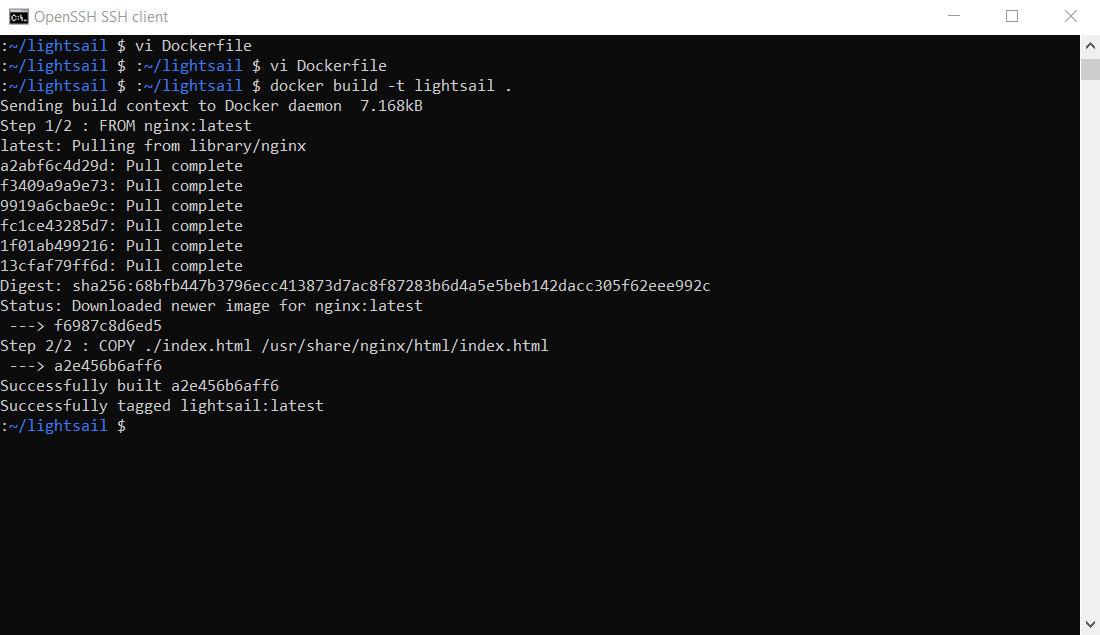 OpenSSH SSH client
:~/lightsail $ vi Dockerfile
:~/lightsail $ :~/lightsail $ vi Dockerfile
:~/lightsail $ :~/lightsail $ docker build -t lightsail .
Sending build context to Docker daemon  7.168kB
Step 1/2 : FROM nginx:latest
latest: Pulling from library/nginx
a2abf6c4d29d: Pull complete
f3409a9a9e73: Pull complete
9919a6cbae9c: Pull complete
fc1ce43285d7: Pull complete
1f01ab499216: Pull complete
13cfaf79ff6d: Pull complete
Digest: sha256:68bfb447b3796ecc413873d7ac8f87283b6d4a5e5beb142dacc305f62eee992c
Status: Downloaded newer image for nginx:latest
 ---> f6987c8d6ed5
Step 2/2 : COPY ./index.html /usr/share/nginx/html/index.html
 ---> a2e456b6aff6
Successfully built a2e456b6aff6
Successfully tagged lightsail:latest
:~/lightsail $